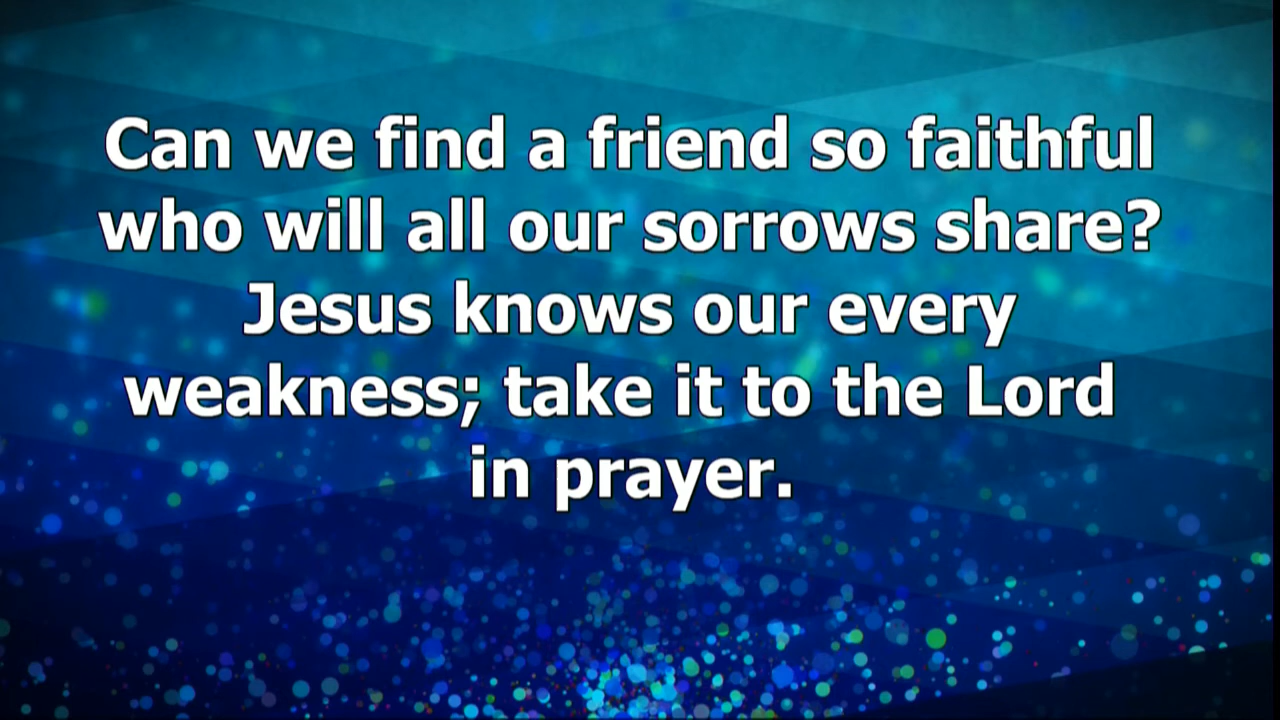 Can we find a friend so faithful
who will all our sorrows share?
Jesus knows our every
weakness; take it to the Lord
in prayer.